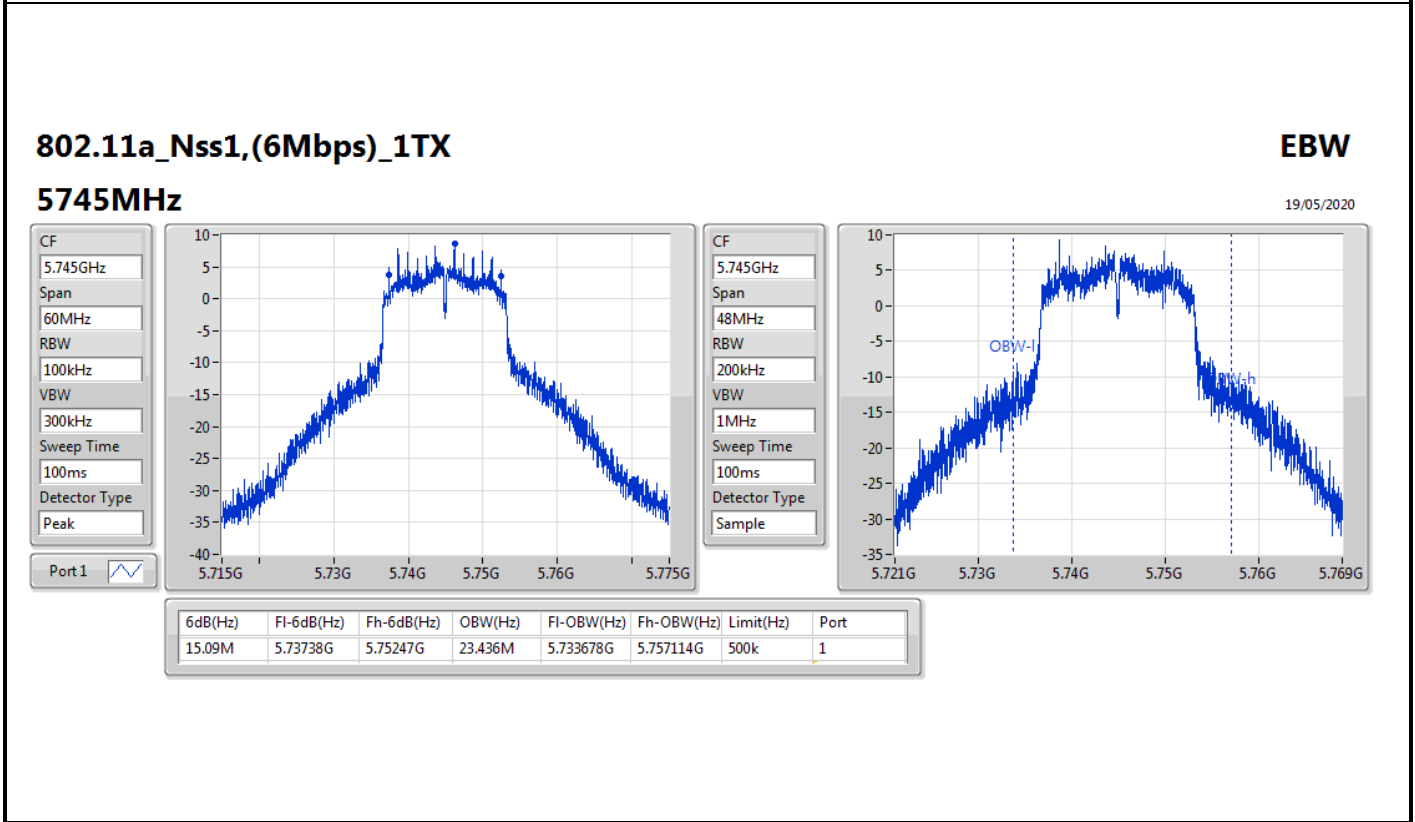 802.11a_Nss1,(6Mbps)_1TX
EBW
5745MHz
19/05/2020
CF
5.745GHz
Span
60MHz
RBW
100kHz
VBW
300kHz
Sweep Time
100ms
Detector Type
Peak
Port 1
10
5
0
-5
-10
-15
-20
-25
-30
-35
-40
5.715G 5.73G 5.74G 5.75G 5.76G 5.775G
CF
5.745GHz
Span
48MHz
RBW
200kHz
VBW
1MHz
Sweep Time
100ms
Detector Type
Sample
10
5
0
-5
-10
-15
-20
-25
-30
-35
OBW-l
5.721G 5.73G 5.74G 5.75G 5.76G 5.769G
6dB(Hz) Fl-6dB(Hz) Fh-6dB(Hz) OBW(Hz) Fl-OBW(Hz) Fh-OBW(Hz) Limit(Hz) Port
15.09M 5.73738G 5.75247G 23.436M 5.733678G 5.757114G 500k 1